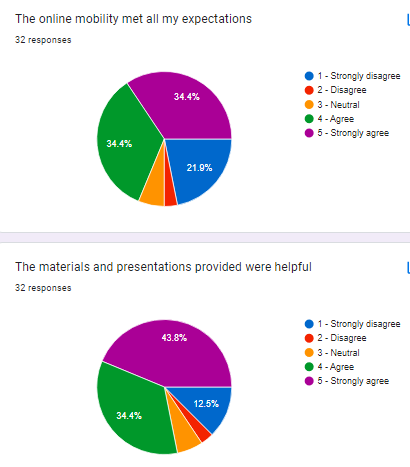 The online mobility met all my expectations
32 responses
34.4%
34.4%
21.9%
1 - Strongly disagree
2 - Disagree
3 - Neutral
4 - Agree
5 - Strongly agree
The materials and presentations provided were helpful
32 responses
43.8%
34.4%
12.5%
1 - Strongly disagree
2 - Disagree
3 - Neutral
4 - Agree
5 - Strongly agree